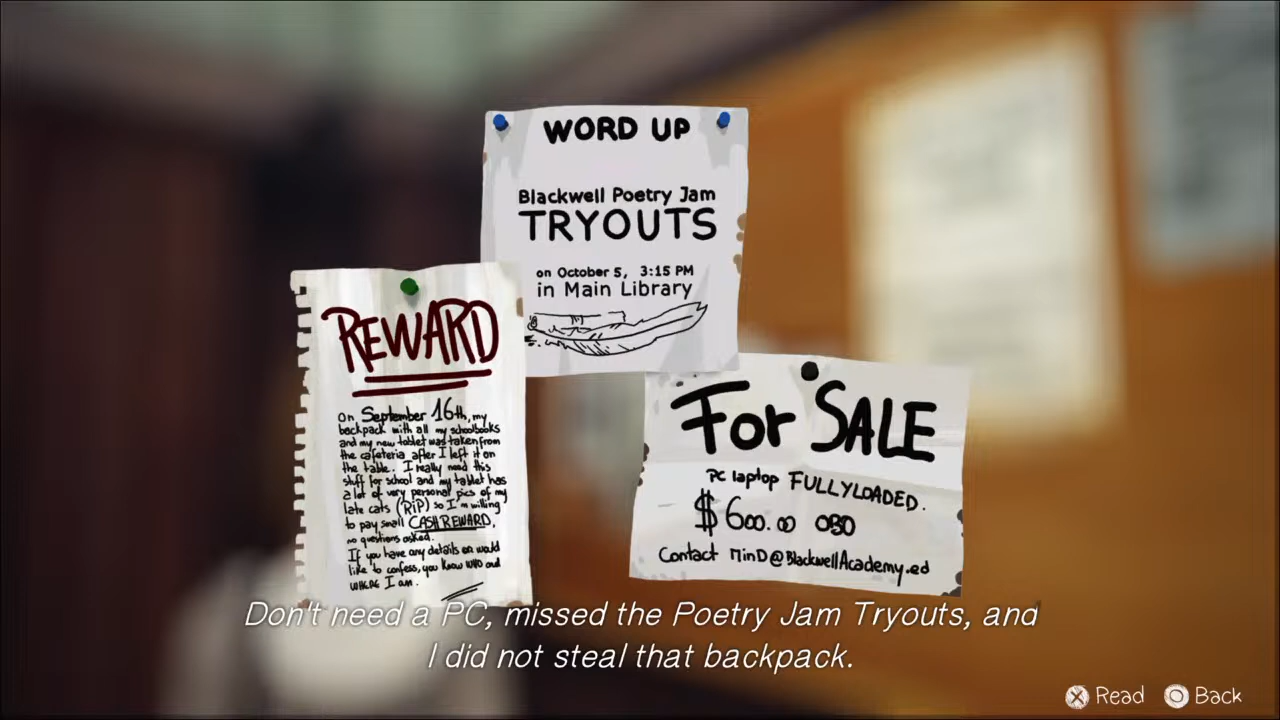 WORD UP
Blackwell Poetry Jam
TRYOUTS
on October 5, 3:15 PM
in Main Library
REWARD
On September 16th, my
backpack with all my schoolbooks
and my new tablet was taken from
the cafeteria after I left it on
the table. I really need this
stuff for school and my tablet has
a lot of very personal pics of my
late cats (RIP) so I'm willing
to pay small CASH REWARD,
no questions asked.
If you have any details or would
like to confess, you know WHO and
WHERE I am.
For SALE
PC laptop FULLYLOADED.
$600.00 OBO
Contact MinD@BlackwellAcademy.ed
Don't need a PC, missed the Poetry Jam Tryouts, and
I did not steal that backpack.
Read Back